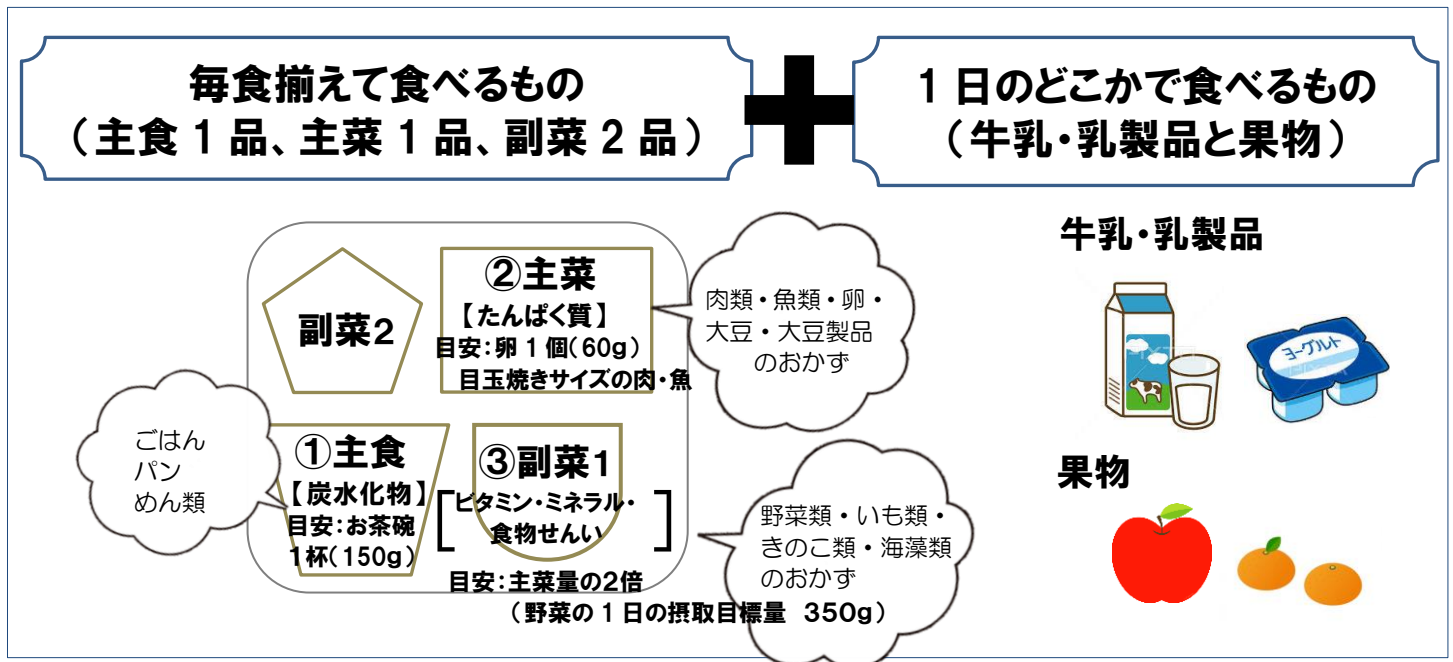 毎食揃えて食べるもの
（主食1品、主菜1品、副菜2品）
1日のどこかで食べるもの
（牛乳・乳製品と果物）
副菜2
②主菜
【たんぱく質】
目安：卵1個（60g）
目玉焼きサイズの肉・魚
肉類・魚類・卵・
大豆・大豆製品
のおかず
ごはん
パン
めん類
①主食
【炭水化物】
目安：お茶碗
1杯（150g）
③副菜1
ビタミン・ミネラル・
食物せんい
目安：主菜量の2倍
（野菜の1日の摂取目標量 350g）
野菜類・いも類・
きのこ類・海藻類
のおかず
牛乳・乳製品
ヨーグルト
果物